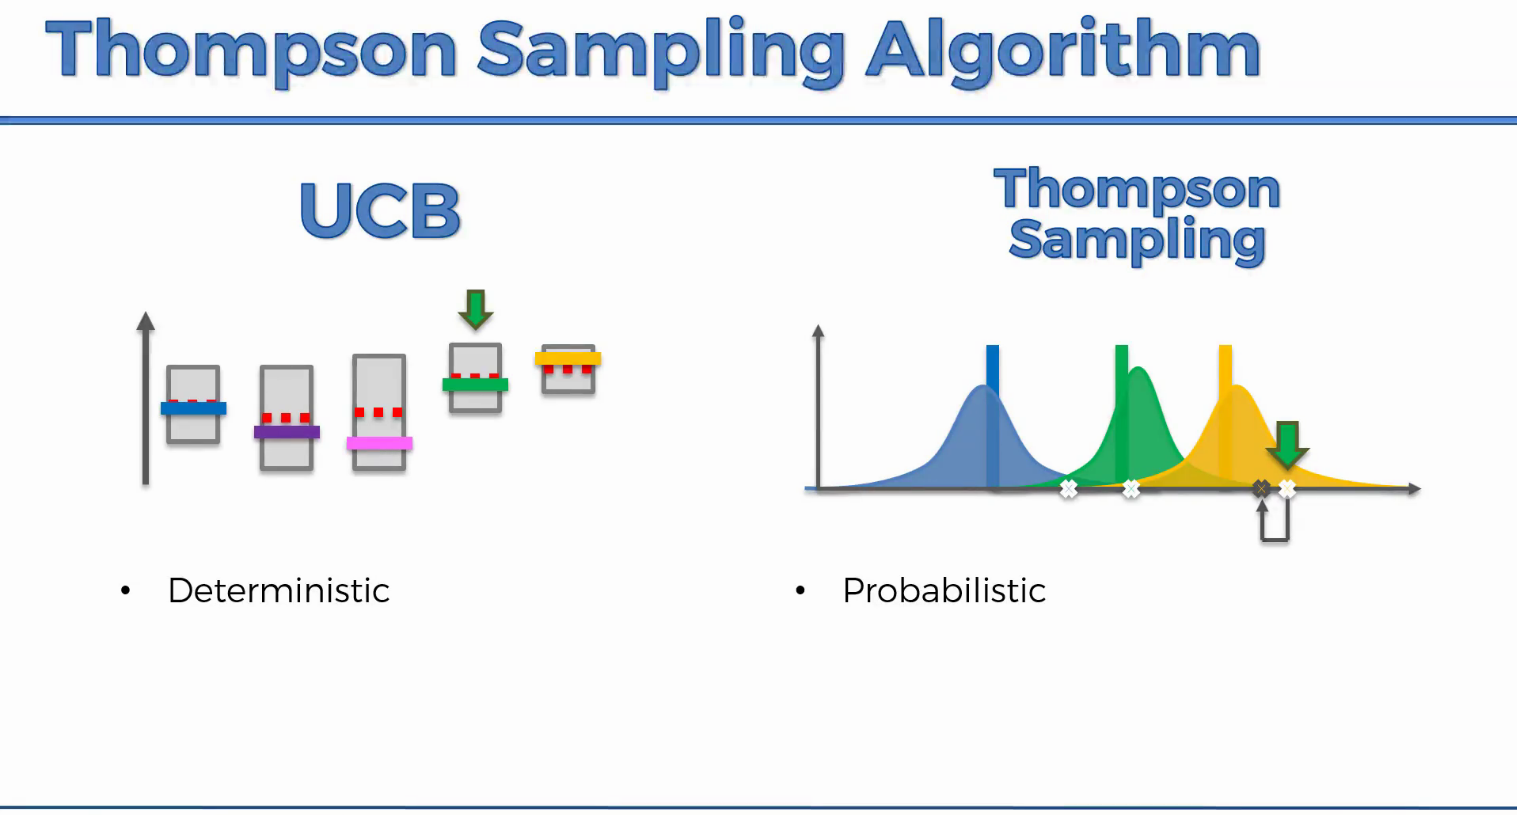 Thompson Sampling Algorithm
UCB
• Deterministic
Thompson
Sampling
• Probabilistic